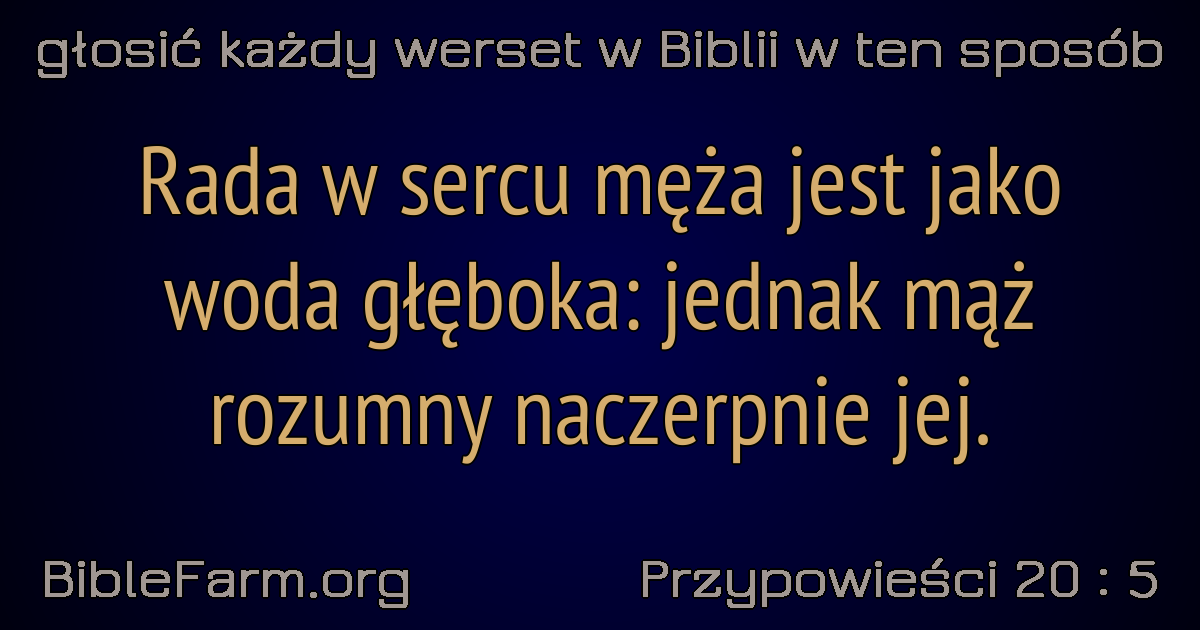 głosić każdy werset w Biblii w ten sposób
Rada w sercu męża jest jako
woda głęboka: jednak mąż
rozumny naczerpnie jej.
BibleFarm.org
Przypowieści 20 : 5